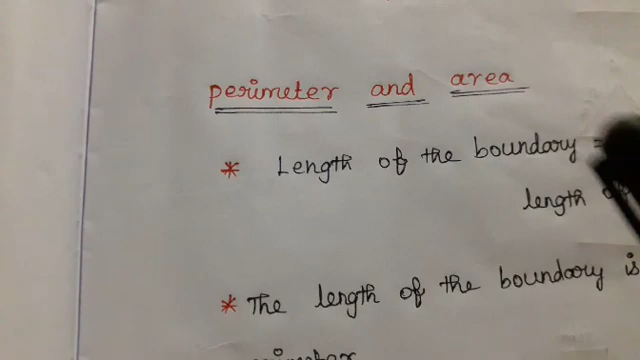 perimeter and area
* Length of the boundary =
length
* The length of the boundary is